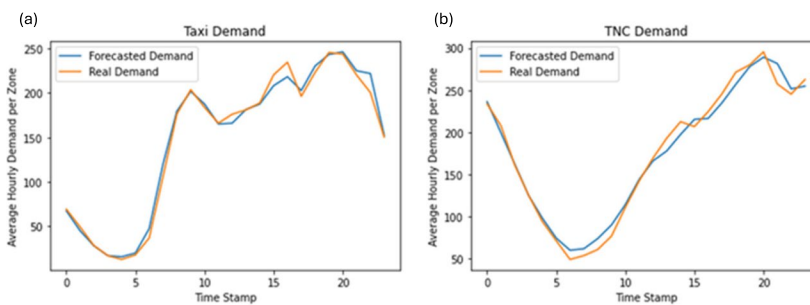 (a)
Taxi Demand
Forecasted Demand
Real Demand
Average Hourly Demand per Zone
250
200
150
100
50
0
5
10
15
20
Time Stamp
(b)
TNC Demand
Forecasted Demand
Real Demand
Average Hourly Demand per Zone
300
250
200
150
100
50
0
5
10
15
20
Time Stamp